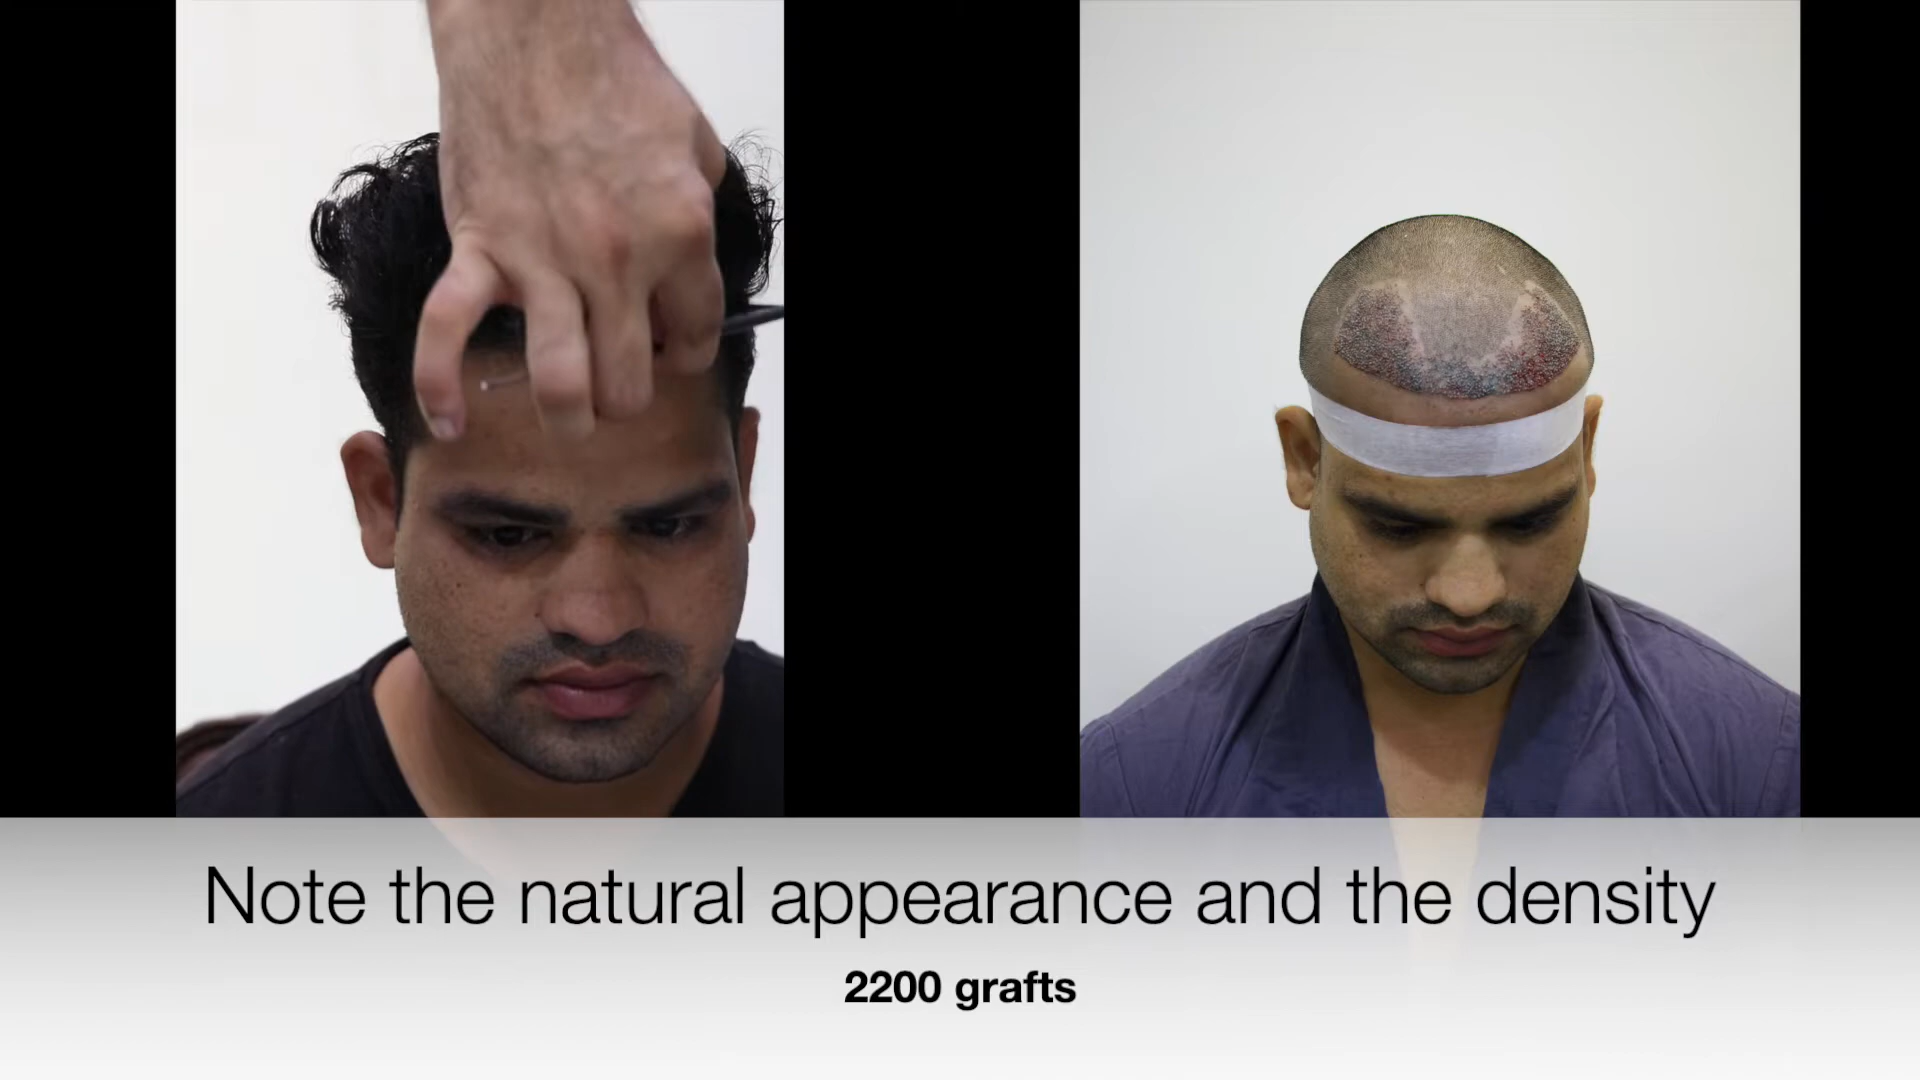 Note the natural appearance and the density
2200 grafts